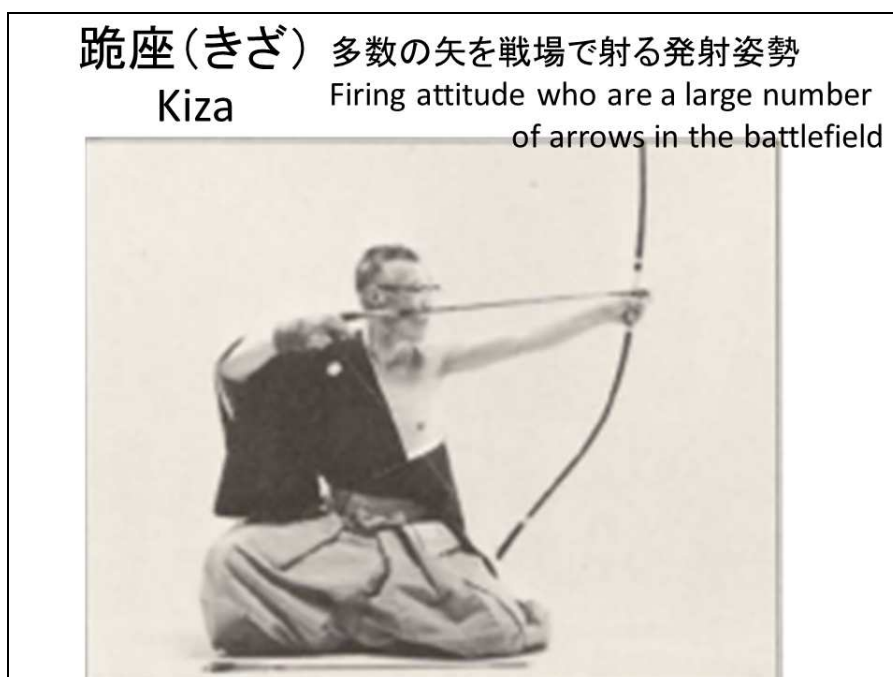 跪座（きざ） 多数の矢を戦場で射る発射姿勢
Kiza
Firing attitude who are a large number
of arrows in the battlefield